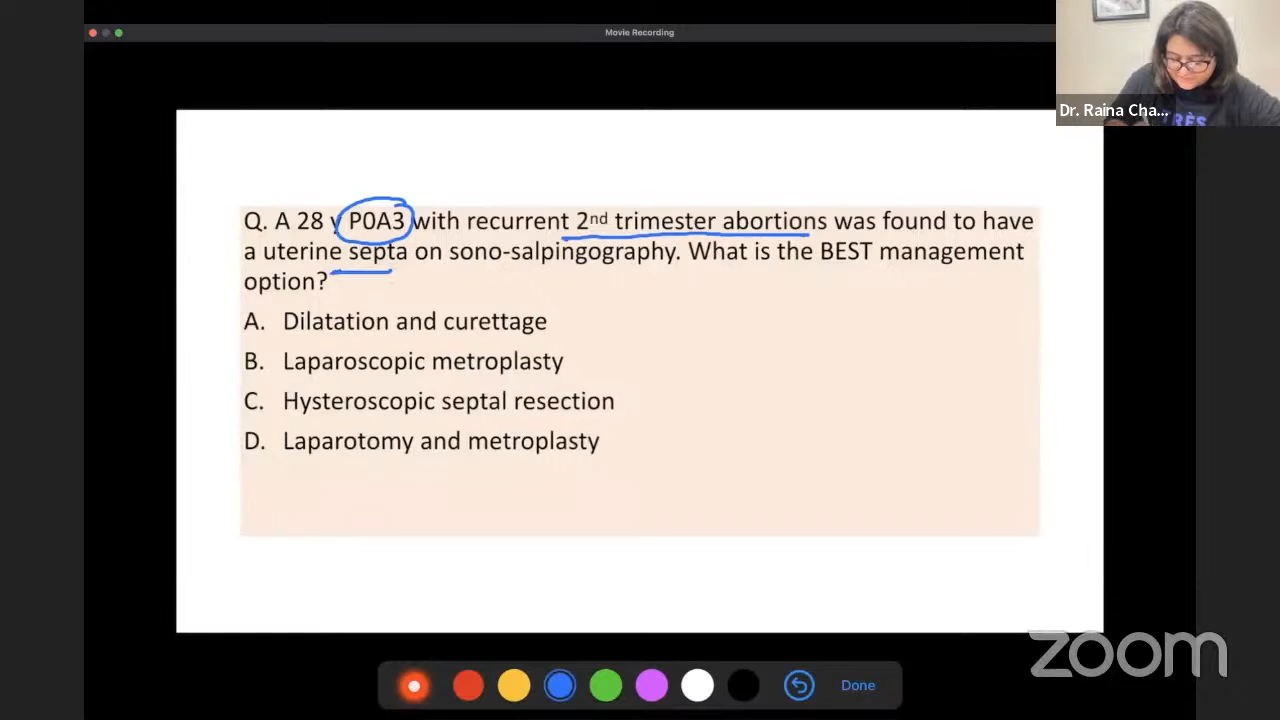 Movie Recording
Dr. Raina Cha...
Q. A 28 y P0A3 with recurrent 2nd trimester abortions was found to have
a uterine septa on sono-salpingography. What is the BEST management
option?
A. Dilatation and curettage
B. Laparoscopic metroplasty
C. Hysteroscopic septal resection
D. Laparotomy and metroplasty
zoom
Done